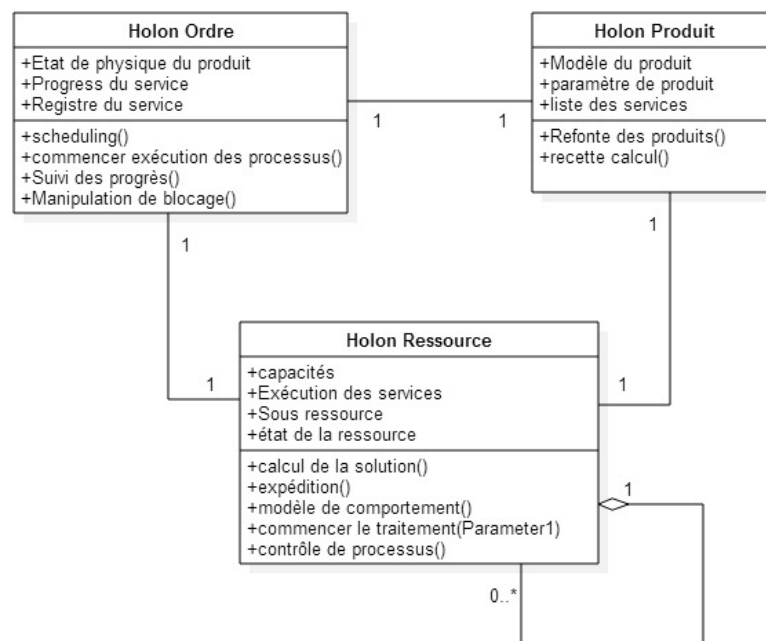 Holon Ordre
+Etat de physique du produit
+Progress du service
+Registre du service
+scheduling()
+commencer exécution des processus()
+Suivi des progrès()
+Manipulation de blocage()
Holon Produit
+Modèle du produit
+paramètre de produit
+liste des services
+Refonte des produits()
+recette calcul()
1
1
1
1
Holon Ressource
+capacités
+Exécution des services
+Sous ressource
+état de la ressource
+calcul de la solution()
+expédition()
+modèle de comportement()
+commencer le traitement(Parameter1)
+contrôle de processus()
1
1
1
0..*